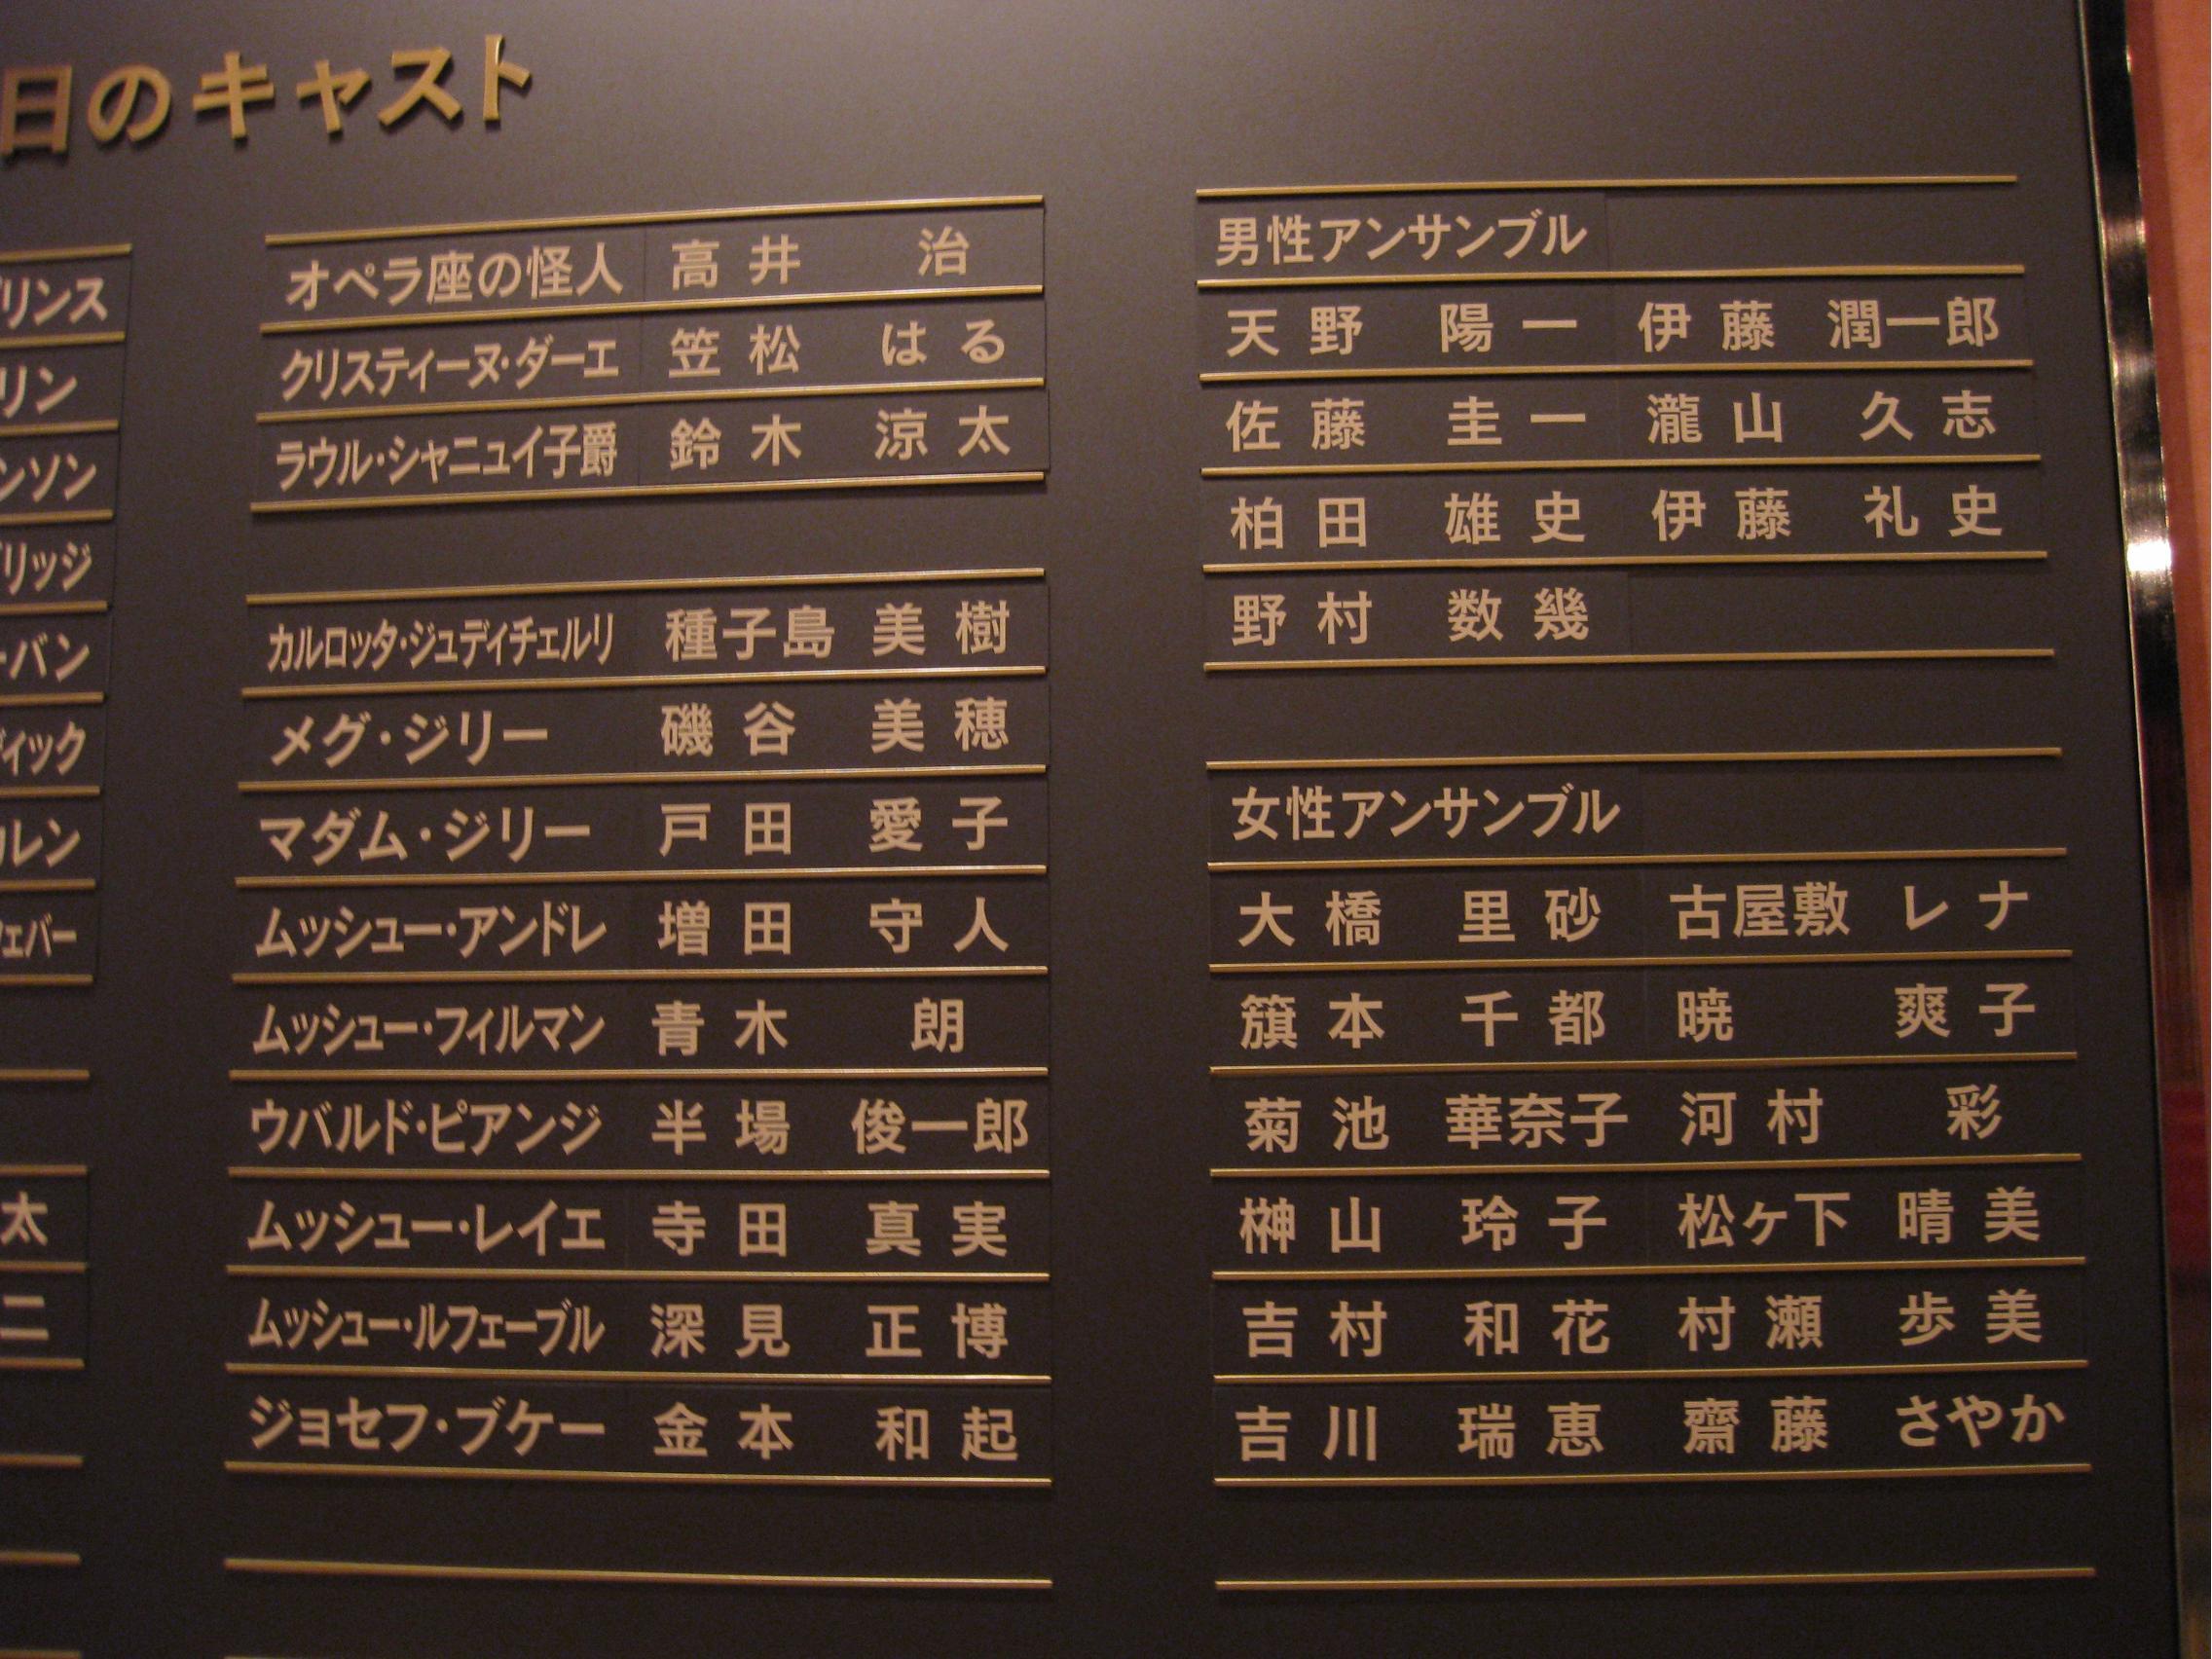 日のキャスト
リンス
リン
ンソン
リッジ
ーバン
ディック
カレン
ェバー
太
二
オペラ座の怪人 高井 治
クリスティーヌ・ダーエ 笠松 はる
ラウル・シャニュイ子爵 鈴木 涼太
カルロッタ・ジュディチェルリ 種子島 美樹
メグ・ジリー 磯谷 美穂
マダム・ジリー 戸田 愛子
ムッシュー・アンドレ 増田 守人
ムッシュー・フィルマン 青木 朗
ウバルド・ピアンジ 半場 俊一郎
ムッシュー・レイエ 寺田 真実
ムッシュー・ルフェーブル 深見 正博
ジョセフ・ブケー 金本 和起
男性アンサンブル
天野 陽一 伊藤 潤一郎
佐藤 圭一 瀧山 久志
柏田 雄史 伊藤 礼史
野村 数幾
女性アンサンブル
大橋 里砂 古屋敷 レナ
籏本 千都 暁 爽子
菊池 華奈子 河村 彩
榊山 玲子 松ヶ下 晴美
吉村 和花 村瀬 歩美
吉川 瑞恵 齋藤 さやか